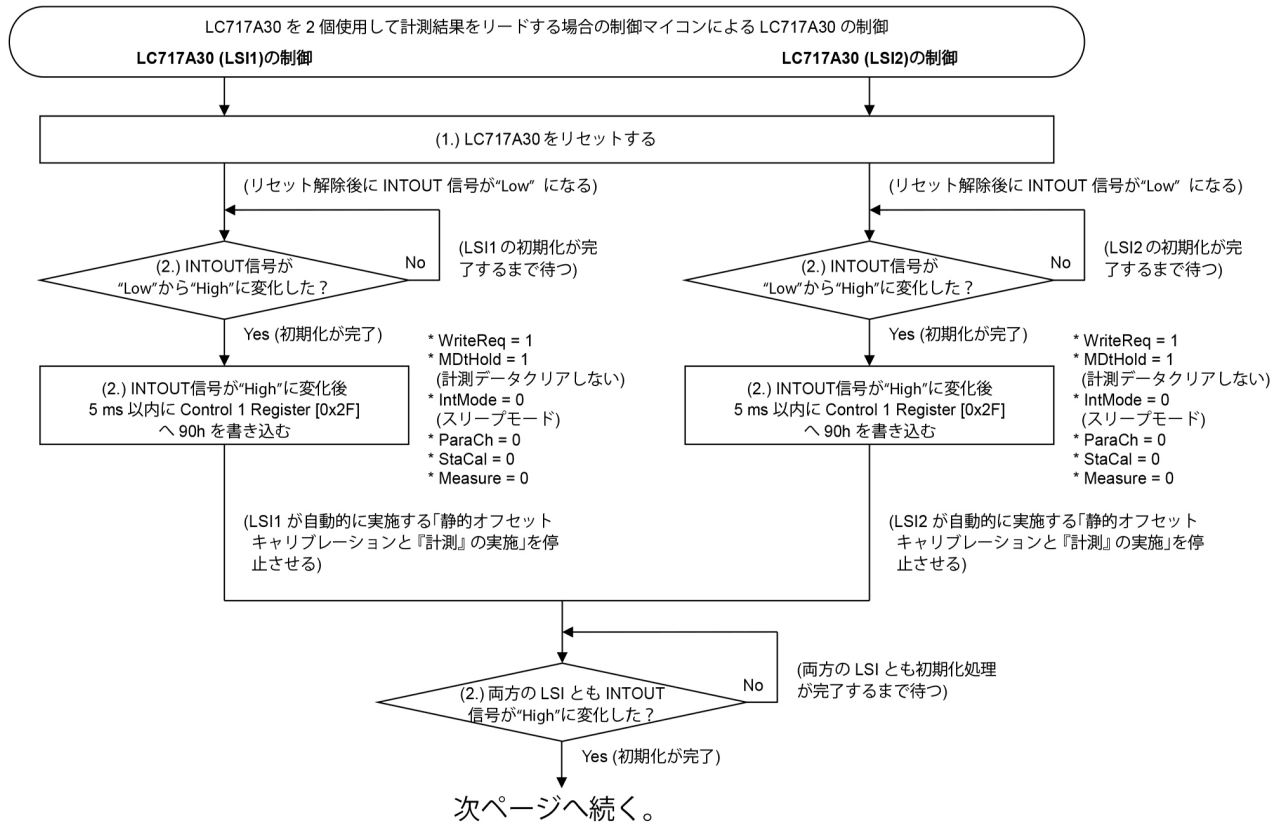 LC717A30 を 2 個使用して計測結果をリードする場合の制御マイコンによる LC717A30 の制御
LC717A30 (LSI1)の制御
LC717A30 (LSI2)の制御
(1.) LC717A30をリセットする
(リセット解除後に INTOUT 信号が“Low” になる)
(リセット解除後に INTOUT 信号が“Low” になる)
(2.) INTOUT信号が
“Low”から“High”に変化した？
No
(LSI1の初期化が完
了するまで待つ)
(2.) INTOUT信号が
“Low”から“High”に変化した？
No
(LSI2の初期化が完
了するまで待つ)
Yes (初期化が完了)
Yes (初期化が完了)
(2.) INTOUT信号が“High”に変化後
5 ms 以内に Control 1 Register [0x2F]
へ 90h を書き込む
* WriteReq = 1
* MDtHold = 1
(計測データクリアしない)
* IntMode = 0
(スリープモード)
* ParaCh = 0
* StaCal = 0
* Measure = 0
(2.) INTOUT信号が“High”に変化後
5 ms 以内に Control 1 Register [0x2F]
へ 90h を書き込む
* WriteReq = 1
* MDtHold = 1
(計測データクリアしない)
* IntMode = 0
(スリープモード)
* ParaCh = 0
* StaCal = 0
* Measure = 0
(LSI1 が自動的に実施する「静的オフセット
キャリブレーションと『計測』の実施」を停
止させる)
(LSI2 が自動的に実施する「静的オフセット
キャリブレーションと『計測』の実施」を停
止させる)
(2.) 両方の LSI とも INTOUT
信号が“High”に変化した？
No
(両方の LSI とも初期化処理
が完了するまで待つ)
Yes (初期化が完了)
次ページへ続く。